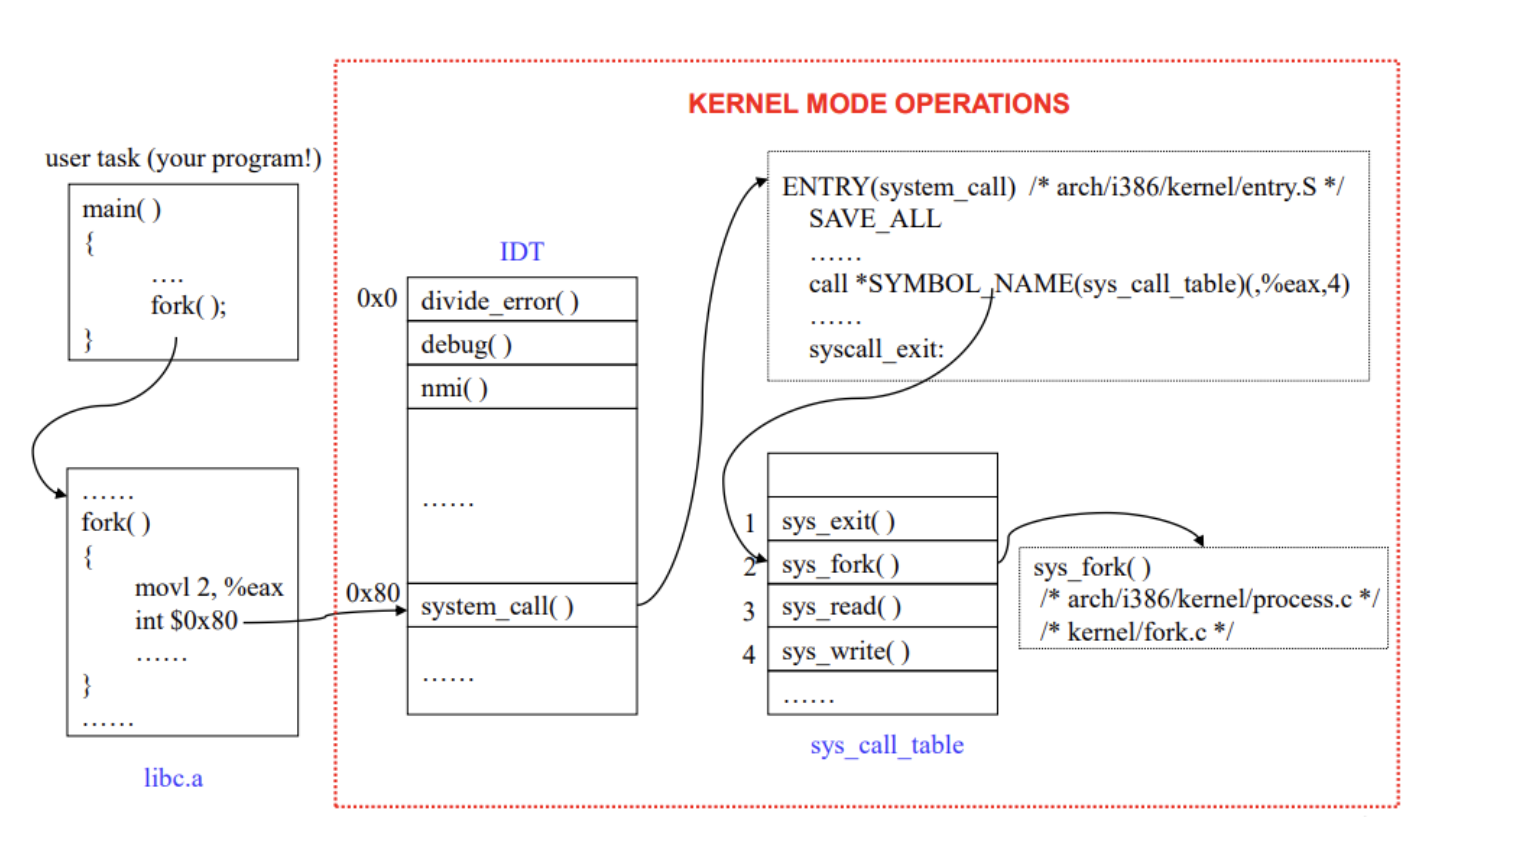 KERNEL MODE OPERATIONS
user task (your program!)
main( )
{
....
fork( );
}
......
fork( )
{
movl 2, %eax
int $0x80
......
}
......
libc.a
IDT
0x0
divide_error( )
debug( )
nmi( )
......
0x80
system_call( )
......
ENTRY(system_call) /* arch/i386/kernel/entry.S */
SAVE_ALL
......
call *SYMBOL_NAME(sys_call_table)(,%eax,4)
......
syscall_exit:
1 sys_exit( )
2 sys_fork( )
3 sys_read( )
4 sys_write( )
......
sys_call_table
sys_fork( )
/* arch/i386/kernel/process.c */
/* kernel/fork.c */